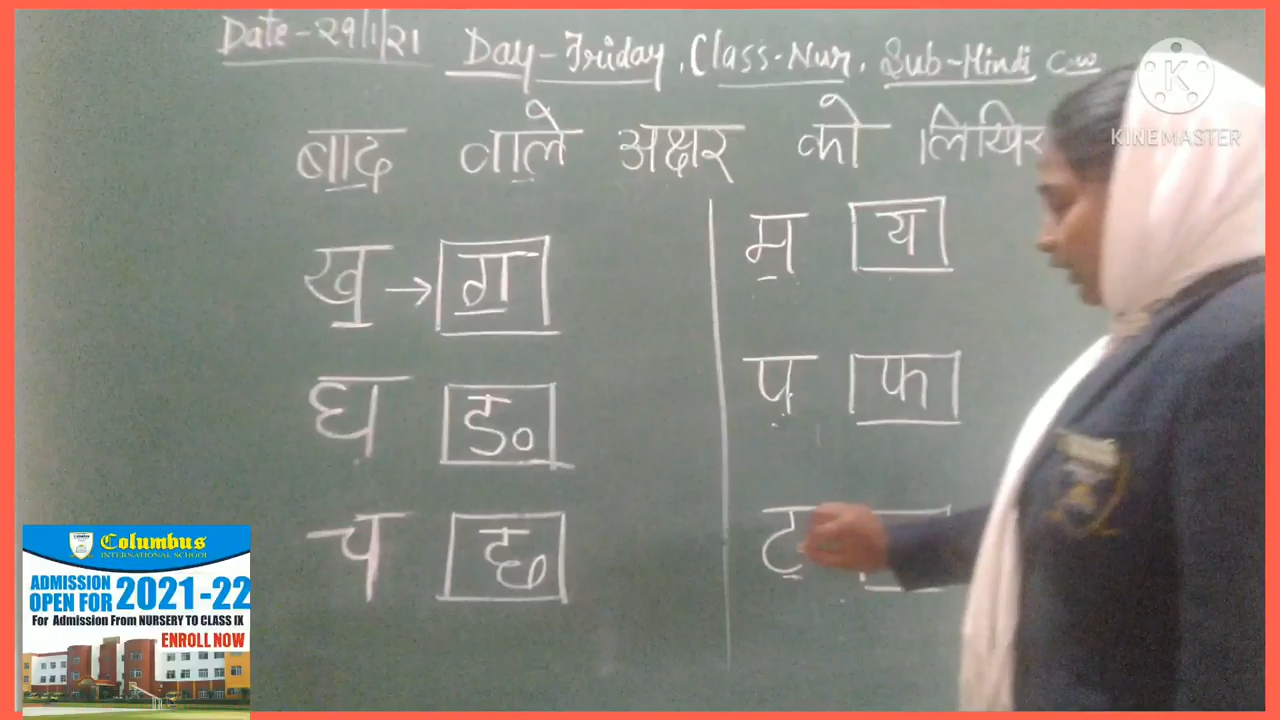 Date-29/1/21 Day-Friday, Class-Nur, Sub-Hindi cw
KINEMASTER
बाद वाले अक्षर को
ख → ग
घ ड॰
च छ
म य
प फ
ट
Columbus
INTERNATIONAL SCHOOL
ADMISSION OPEN FOR 2021-22
For Admission From NURSERY TO CLASS IX
ENROLL NOW